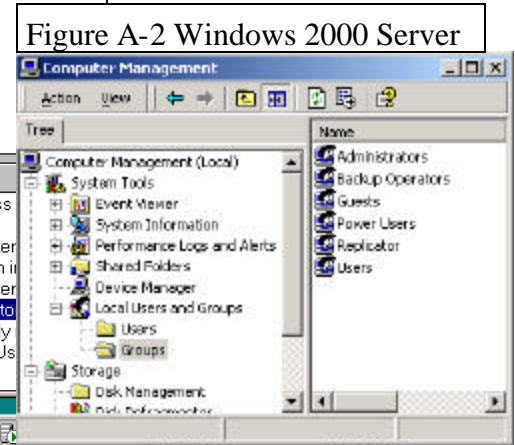 Figure A-2 Windows 2000 Server
Computer Management
Action View
Tree
Computer Management (Local)
System Tools
Event Viewer
System Information
Performance Logs and Alerts
Shared Folders
Device Manager
Local Users and Groups
Users
Groups
Storage
Disk Management
Disk Defragmenter
Name
Administrators
Backup Operators
Guests
Power Users
Replicator
Users